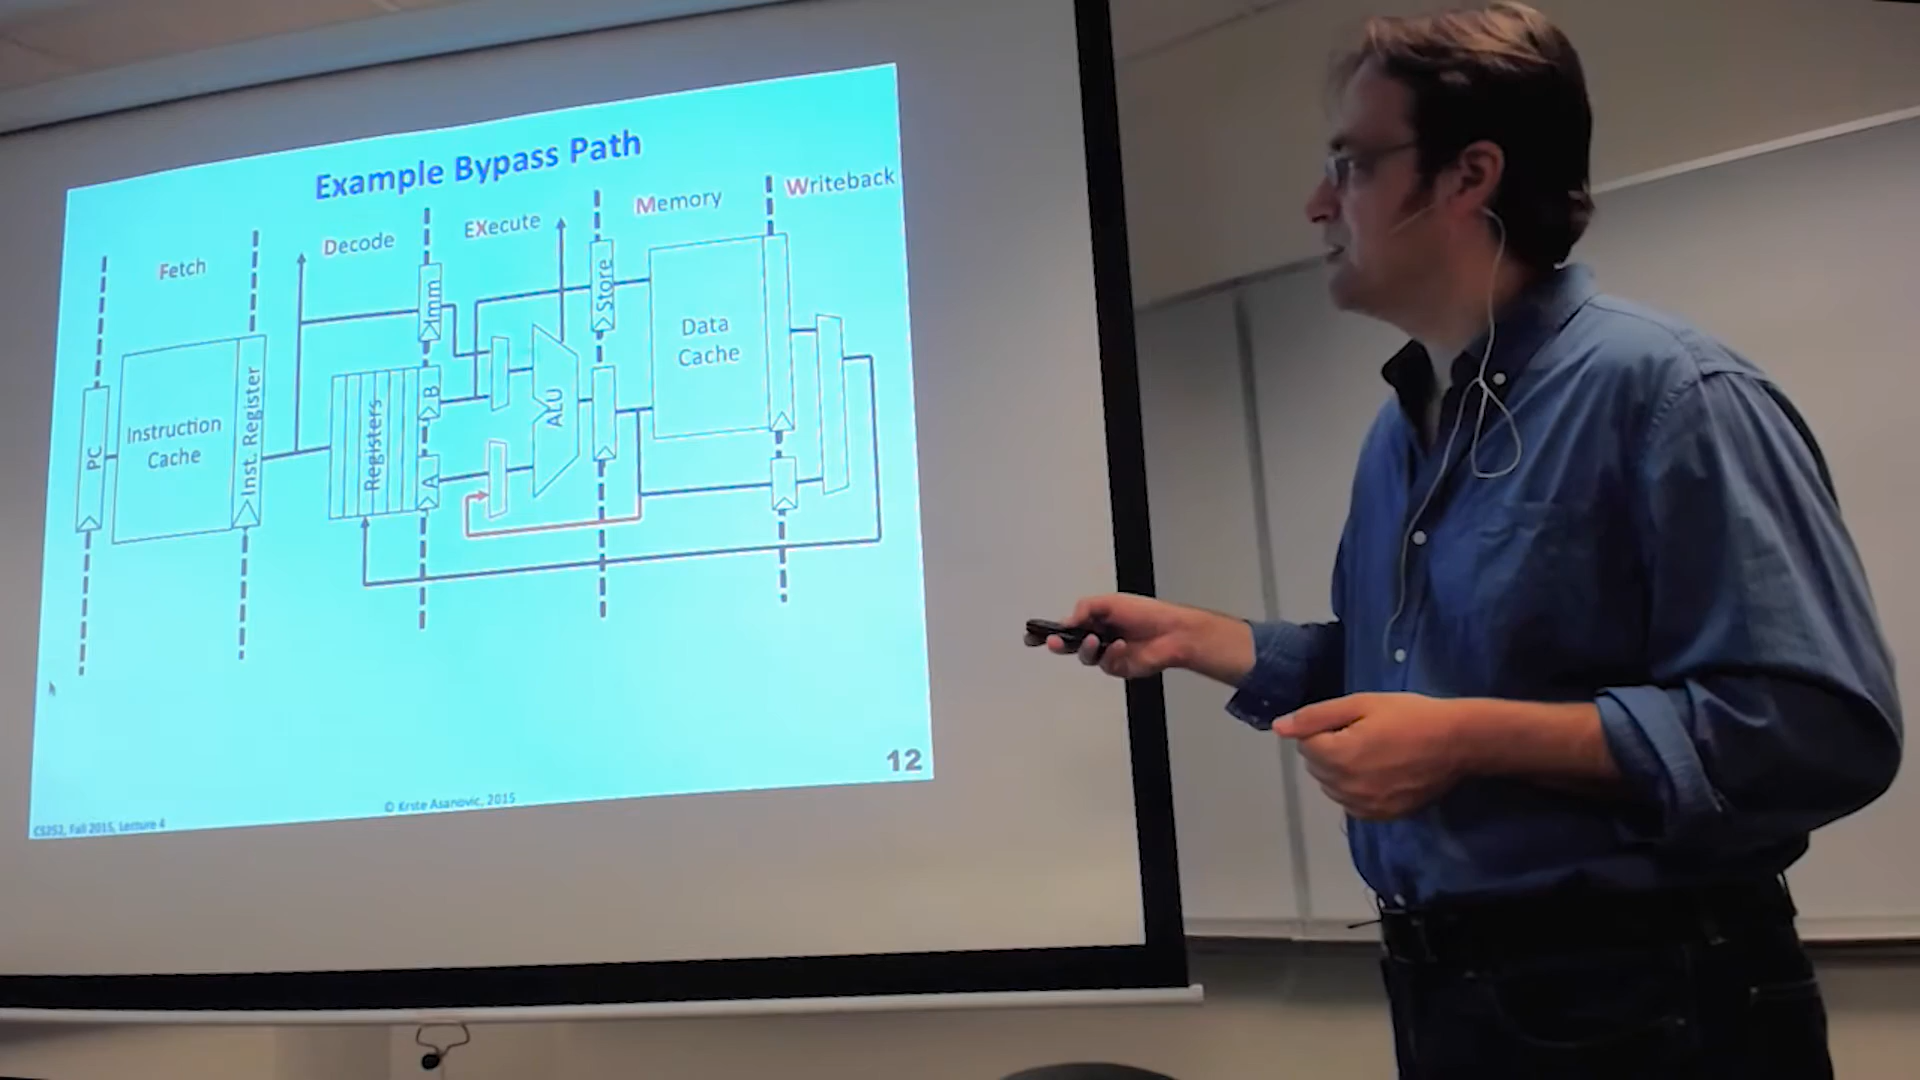 Example Bypass Path
Fetch
Decode
EXecute
Memory
Writeback
PC
Instruction
Cache
Inst. Register
Registers
Imm
B
A
ALU
Store
Data
Cache
12
© Krste Asanovic, 2015
CS252, Fall 2015, Lecture 4